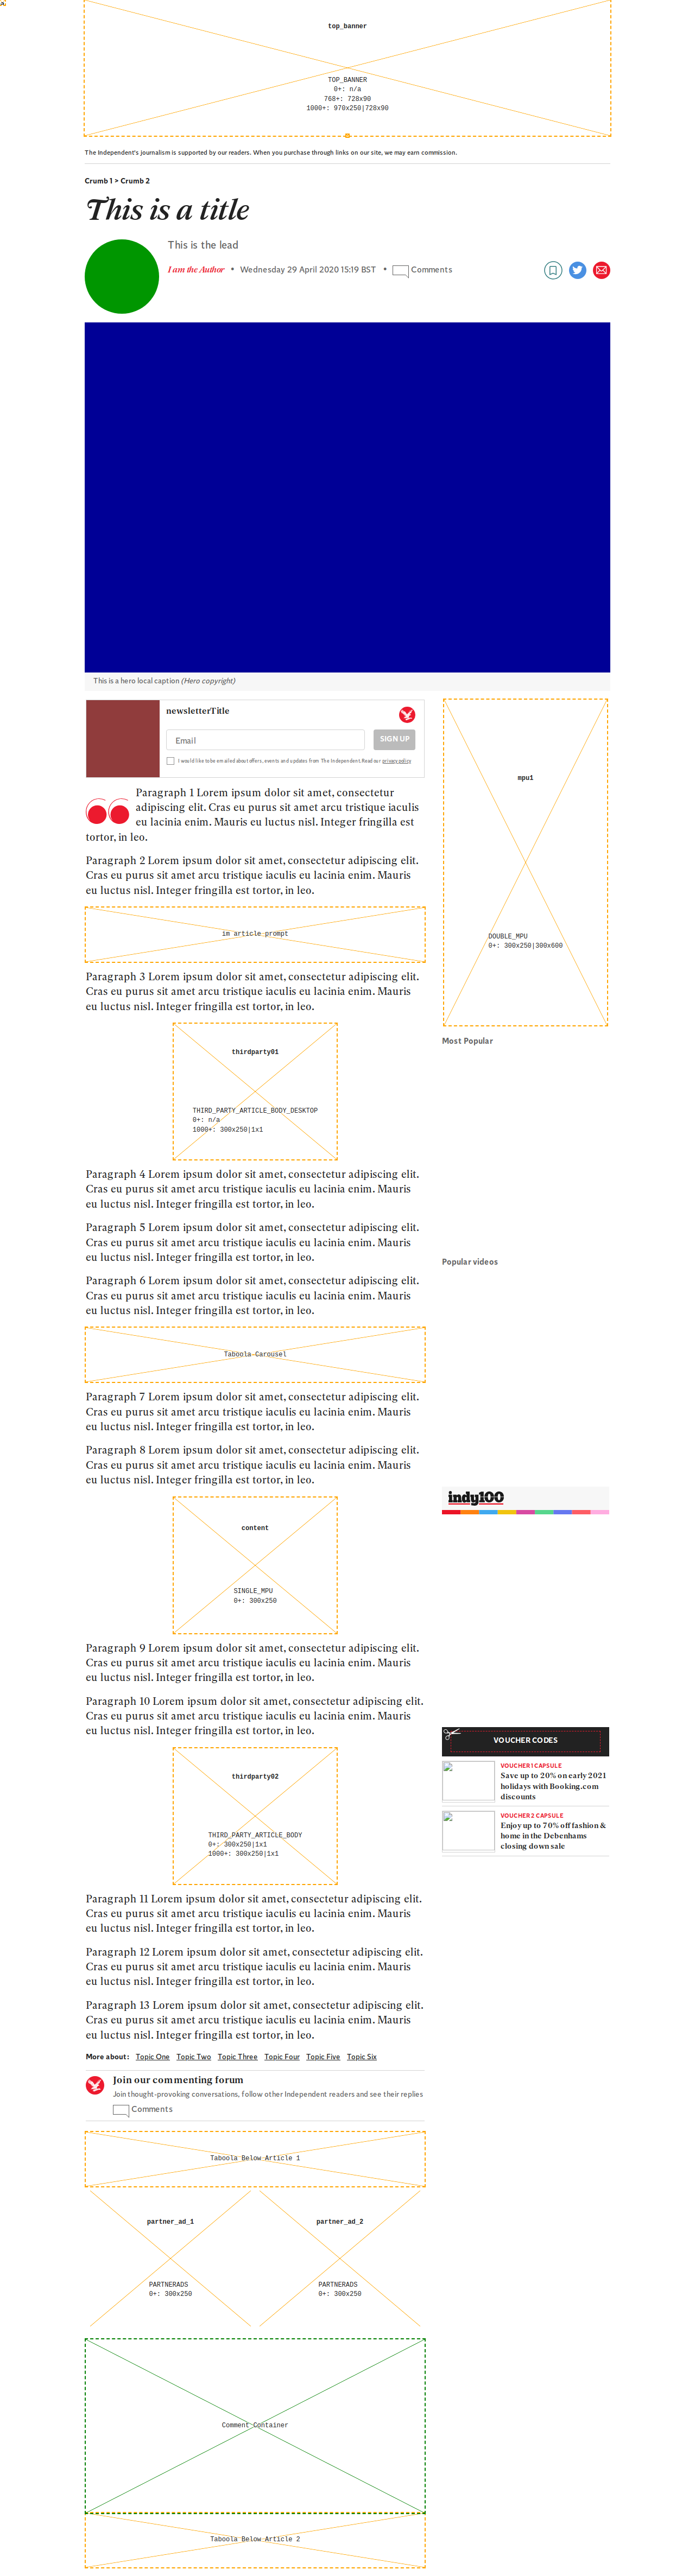 top_banner
TOP_BANNER
0+: n/a
768+: 728x90
1000+: 970x250|728x90
The Independent's journalism is supported by our readers. When you purchase through links on our site, we may earn commission.
Crumb 1 > Crumb 2
This is a title
This is the lead
I am the Author • Wednesday 29 April 2020 15:19 BST • Comments
This is a hero local caption (Hero copyright)
newsletterTitle
Email
SIGN UP
I would like to be emailed about offers, events and updates from The Independent. Read our privacy policy
Paragraph 1 Lorem ipsum dolor sit amet, consectetur
adipiscing elit. Cras eu purus sit amet arcu tristique iaculis
eu lacinia enim. Mauris eu luctus nisl. Integer fringilla est
tortor, in leo.
Paragraph 2 Lorem ipsum dolor sit amet, consectetur adipiscing elit.
Cras eu purus sit amet arcu tristique iaculis eu lacinia enim. Mauris
eu luctus nisl. Integer fringilla est tortor, in leo.
im article prompt
Paragraph 3 Lorem ipsum dolor sit amet, consectetur adipiscing elit.
Cras eu purus sit amet arcu tristique iaculis eu lacinia enim. Mauris
eu luctus nisl. Integer fringilla est tortor, in leo.
thirdparty01
THIRD_PARTY_ARTICLE_BODY_DESKTOP
0+: n/a
1000+: 300x250|1x1
Paragraph 4 Lorem ipsum dolor sit amet, consectetur adipiscing elit.
Cras eu purus sit amet arcu tristique iaculis eu lacinia enim. Mauris
eu luctus nisl. Integer fringilla est tortor, in leo.
Paragraph 5 Lorem ipsum dolor sit amet, consectetur adipiscing elit.
Cras eu purus sit amet arcu tristique iaculis eu lacinia enim. Mauris
eu luctus nisl. Integer fringilla est tortor, in leo.
Paragraph 6 Lorem ipsum dolor sit amet, consectetur adipiscing elit.
Cras eu purus sit amet arcu tristique iaculis eu lacinia enim. Mauris
eu luctus nisl. Integer fringilla est tortor, in leo.
Taboola Carousel
Paragraph 7 Lorem ipsum dolor sit amet, consectetur adipiscing elit.
Cras eu purus sit amet arcu tristique iaculis eu lacinia enim. Mauris
eu luctus nisl. Integer fringilla est tortor, in leo.
Paragraph 8 Lorem ipsum dolor sit amet, consectetur adipiscing elit.
Cras eu purus sit amet arcu tristique iaculis eu lacinia enim. Mauris
eu luctus nisl. Integer fringilla est tortor, in leo.
content
SINGLE_MPU
0+: 300x250
Paragraph 9 Lorem ipsum dolor sit amet, consectetur adipiscing elit.
Cras eu purus sit amet arcu tristique iaculis eu lacinia enim. Mauris
eu luctus nisl. Integer fringilla est tortor, in leo.
Paragraph 10 Lorem ipsum dolor sit amet, consectetur adipiscing elit.
Cras eu purus sit amet arcu tristique iaculis eu lacinia enim. Mauris
eu luctus nisl. Integer fringilla est tortor, in leo.
thirdparty02
THIRD_PARTY_ARTICLE_BODY
0+: 300x250|1x1
1000+: 300x250|1x1
Paragraph 11 Lorem ipsum dolor sit amet, consectetur adipiscing elit.
Cras eu purus sit amet arcu tristique iaculis eu lacinia enim. Mauris
eu luctus nisl. Integer fringilla est tortor, in leo.
Paragraph 12 Lorem ipsum dolor sit amet, consectetur adipiscing elit.
Cras eu purus sit amet arcu tristique iaculis eu lacinia enim. Mauris
eu luctus nisl. Integer fringilla est tortor, in leo.
Paragraph 13 Lorem ipsum dolor sit amet, consectetur adipiscing elit.
Cras eu purus sit amet arcu tristique iaculis eu lacinia enim. Mauris
eu luctus nisl. Integer fringilla est tortor, in leo.
More about: Topic One Topic Two Topic Three Topic Four Topic Five Topic Six
Join our commenting forum
Join thought-provoking conversations, follow other Independent readers and see their replies
Comments
Taboola Below Article 1
partner_ad_1
PARTNERADS
0+: 300x250
partner_ad_2
PARTNERADS
0+: 300x250
Comment Container
Taboola Below Article 2
mpu1
DOUBLE_MPU
0+: 300x250|300x600
Most Popular
Popular videos
indy100
VOUCHER CODES
VOUCHER 1 CAPSULE
Save up to 20% on early 2021
holidays with Booking.com
discounts
VOUCHER 2 CAPSULE
Enjoy up to 70% off fashion &
home in the Debenhams
closing down sale